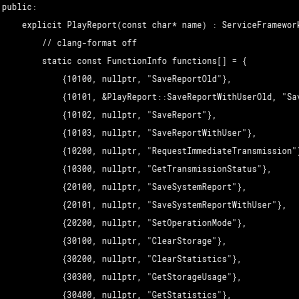 public:
explicit PlayReport(const char* name) : ServiceFramework
// clang-format off
static const FunctionInfo functions[] = {
{10100, nullptr, "SaveReportOld"},
{10101, &PlayReport::SaveReportWithUserOld, "Sav
{10102, nullptr, "SaveReport"},
{10103, nullptr, "SaveReportWithUser"},
{10200, nullptr, "RequestImmediateTransmission"}
{10300, nullptr, "GetTransmissionStatus"},
{20100, nullptr, "SaveSystemReport"},
{20101, nullptr, "SaveSystemReportWithUser"},
{20200, nullptr, "SetOperationMode"},
{30100, nullptr, "ClearStorage"},
{30200, nullptr, "ClearStatistics"},
{30300, nullptr, "GetStorageUsage"},
{30400, nullptr, "GetStatistics"},